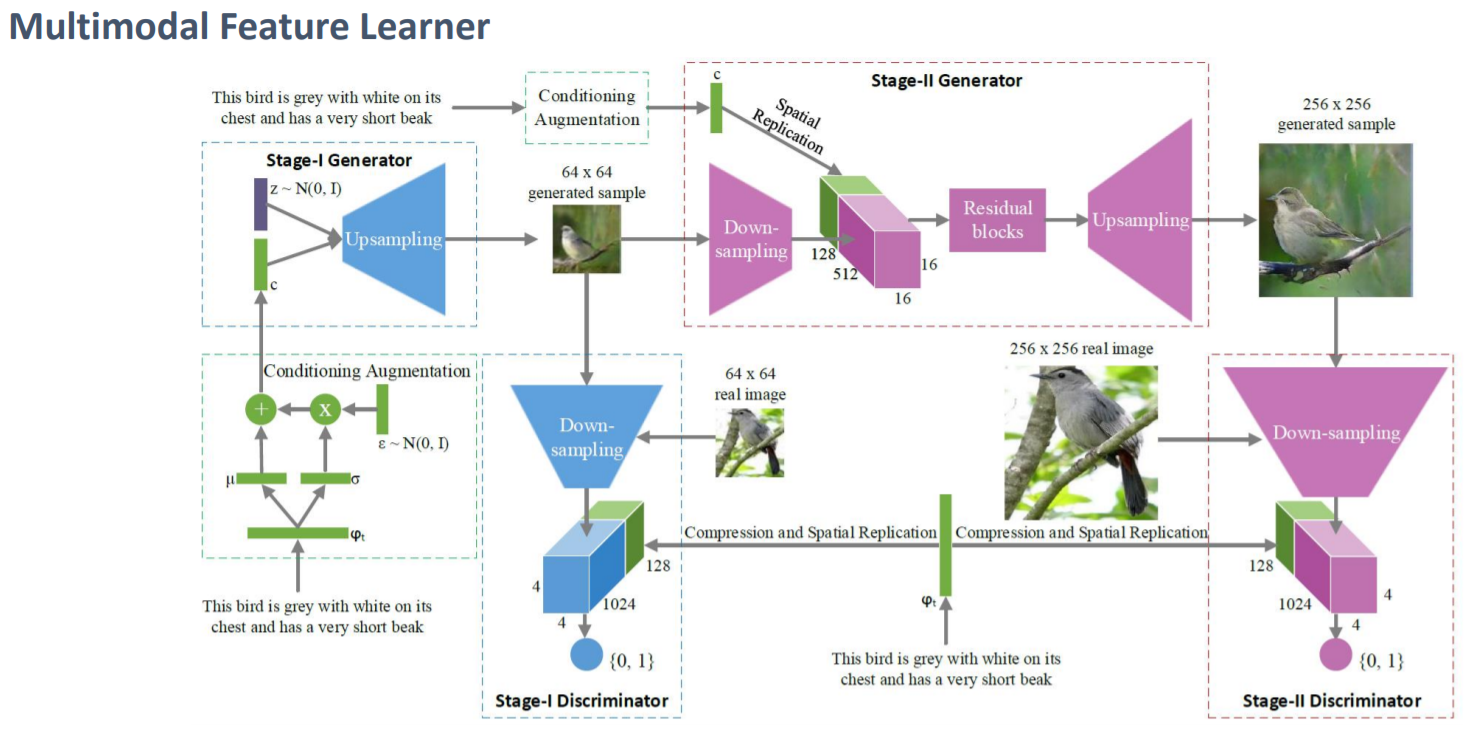 Multimodal Feature Learner
This bird is grey with white on its
chest and has a very short beak
Conditioning
Augmentation
c
Stage-II Generator
Spatial
Replication
256 x 256
generated sample
Stage-I Generator
z ~ N(0, I)
Upsampling
c
64 x 64
generated sample
Down-
sampling
128
512
16
16
Residual
blocks
Upsampling
Conditioning Augmentation
+
x
ε ~ N(0, I)
μ
σ
φt
This bird is grey with white on its
chest and has a very short beak
Down-
sampling
64 x 64
real image
256 x 256 real image
Down-sampling
Compression and Spatial Replication
Compression and Spatial Replication
4
1024
128
4
{0, 1}
Stage-I Discriminator
φt
This bird is grey with white on its
chest and has a very short beak
128
1024
4
4
{0, 1}
Stage-II Discriminator